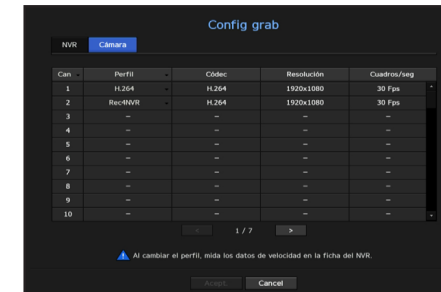 Config grab
NVR Cámara
Can Perfil Códec Resolución Cuadros/seg
1 H.264 H.264 1920x1080 30 Fps
2 Rec4NVR H.264 1920x1080 30 Fps
3 – – – –
4 – – – –
5 – – – –
6 – – – –
7 – – – –
8 – – – –
9 – – – –
10 – – – –
1 / 7 >
Al cambiar el perfil, mida los datos de velocidad en la ficha del NVR.
Acept. Cancel